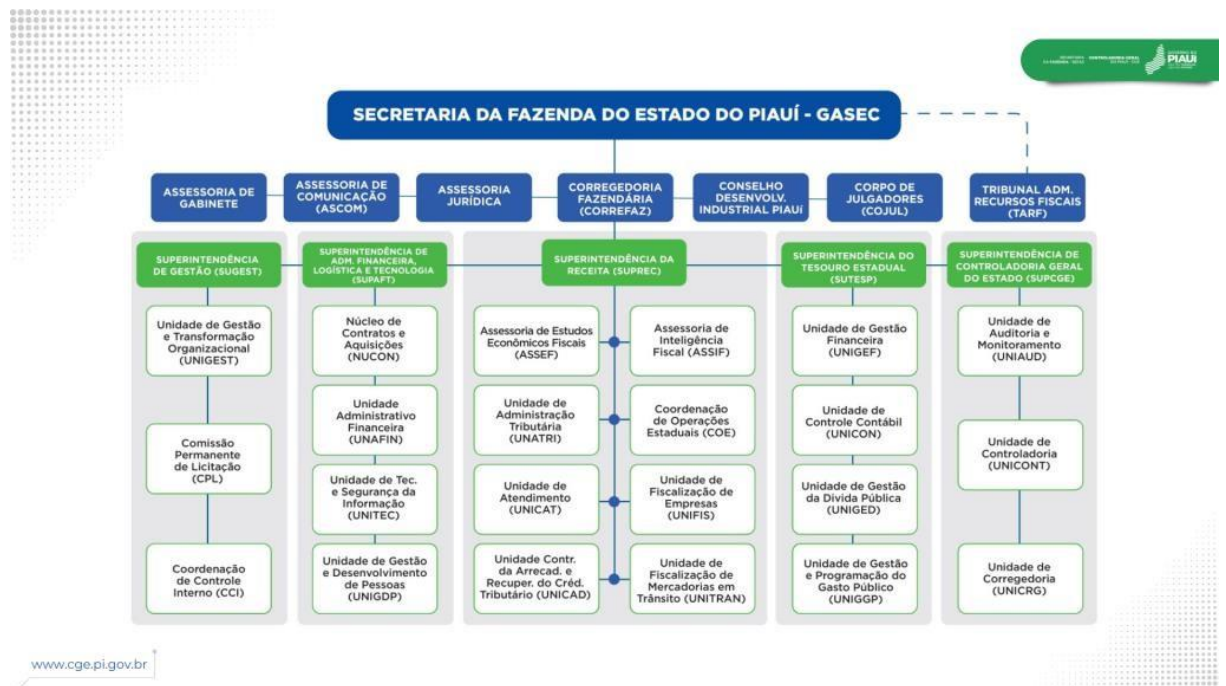 GOVERNO DO
PIAUÍ
SECRETARIA DA FAZENDA DO ESTADO DO PIAUÍ - GASEC
ASSESSORIA DE
GABINETE
ASSESSORIA DE
COMUNICAÇÃO
(ASCOM)
ASSESSORIA
JURÍDICA
CORREGEDORIA
FAZENDÁRIA
(CORREFAZ)
CONSELHO
DESENVOLV.
INDUSTRIAL PIAUÍ
CORPO DE
JULGADORES
(COJUL)
TRIBUNAL ADM.
RECURSOS FISCAIS
(TARF)
SUPERINTENDÊNCIA
DE GESTÃO (SUGEST)
Unidade de Gestão
e Transformação
Organizacional
(UNIGEST)
Comissão
Permanente
de Licitação
(CPL)
Coordenação
de Controle
Interno (CCI)
SUPERINTENDÊNCIA DE
ADM. FINANCEIRA,
LOGÍSTICA E TECNOLOGIA
(SUPAFT)
Núcleo de
Contratos e
Aquisições
(NUCON)
Unidade
Administrativo
Financeira
(UNAFIN)
Unidade de Tec.
e Segurança da
Informação
(UNITEC)
Unidade de Gestão
e Desenvolvimento
de Pessoas
(UNIGDP)
SUPERINTENDÊNCIA DA
RECEITA (SUPREC)
Assessoria de Estudos
Econômicos Fiscais
(ASSEF)
Assessoria de
Inteligência
Fiscal (ASSIF)
Unidade de
Administração
Tributária
(UNATRI)
Coordenação
de Operações
Estaduais (COE)
Unidade de
Atendimento
(UNICAT)
Unidade de
Fiscalização de
Empresas
(UNIFIS)
Unidade Contr.
da Arrecad. e
Recuper. do Créd.
Tributário (UNICAD)
Unidade de
Fiscalização de
Mercadorias em
Trânsito (UNITRAN)
SUPERINTENDÊNCIA DO
TESOURO ESTADUAL
(SUTESP)
Unidade de Gestão
Financeira
(UNIGEF)
Unidade de
Controle Contábil
(UNICON)
Unidade de Gestão
da Divida Pública
(UNIGED)
Unidade de Gestão
e Programação do
Gasto Público
(UNIGGP)
SUPERINTENDÊNCIA DE
CONTROLADORIA GERAL
DO ESTADO (SUPCGE)
Unidade de
Auditoria e
Monitoramento
(UNIAUD)
Unidade de
Controladoria
(UNICONT)
Unidade de
Corregedoria
(UNICRG)
www.cge.pi.gov.br